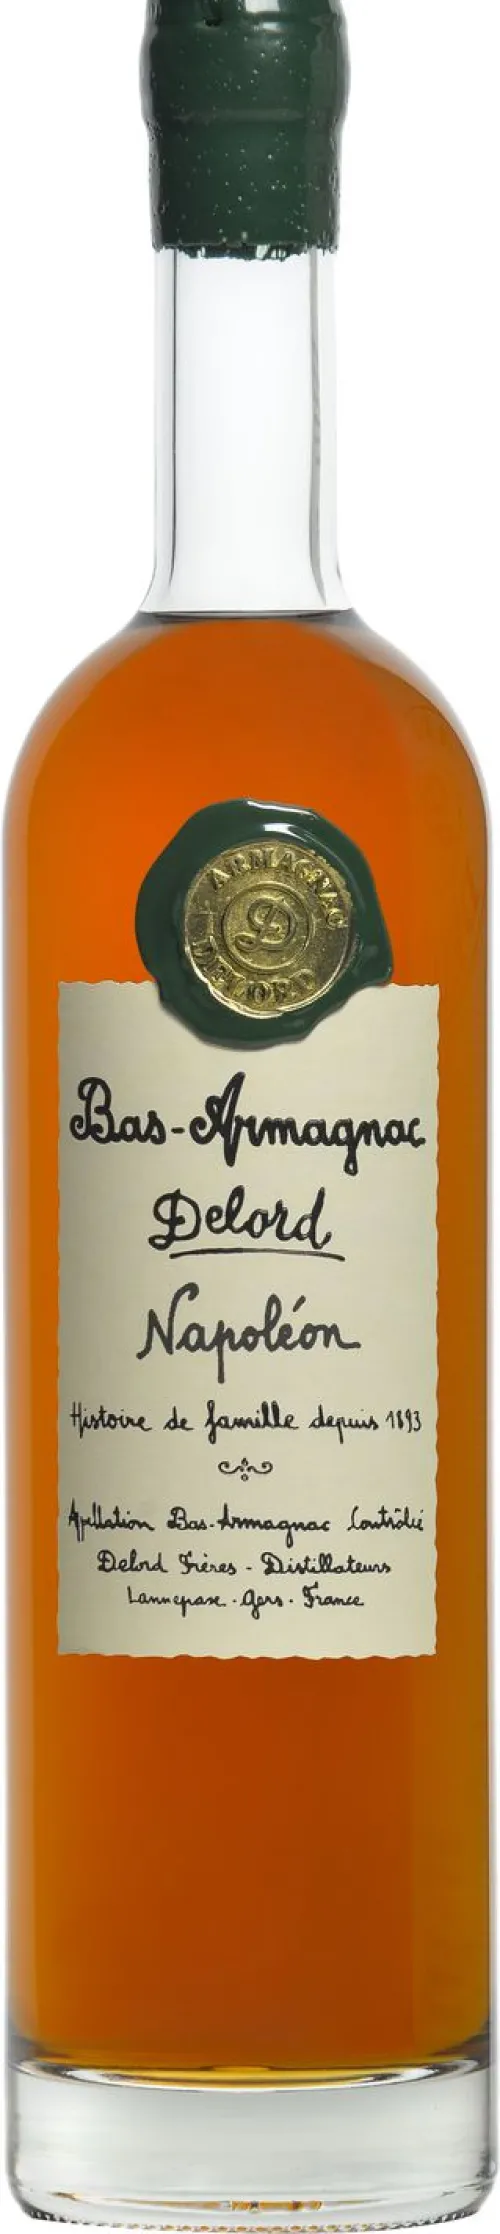 ARMAGNAC
D
DELORD
Bas-Armagnac
Delord
Napoléon
Histoire de famille depuis 1893
Apellation Bas-Armagnac Contrôlée
Delord Frères - Distillateurs
Lannepax - Gers - France